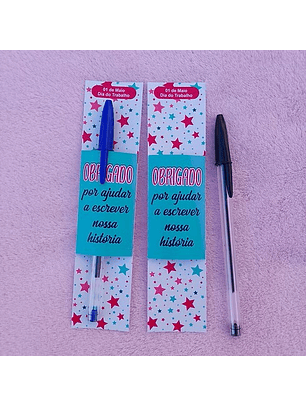 01 de Maio
Dia do Trabalho
OBRIGADO
por ajudar
a escrever
nossa
história
01 de Maio
Dia do Trabalho
OBRIGADO
por ajudar
a escrever
nossa
história